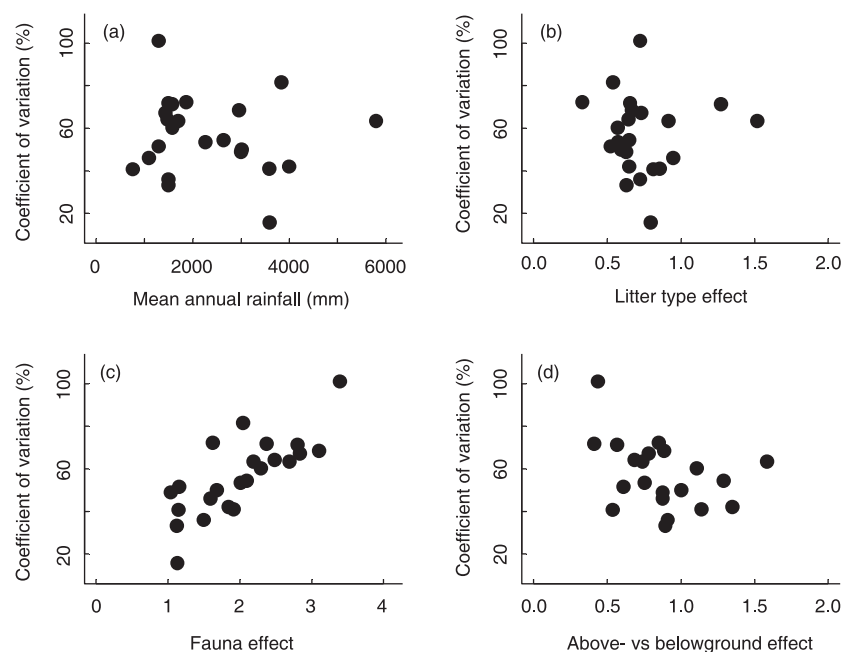 (a)
Coefficient of variation (%)
100
60
20
0 2000 4000 6000
Mean annual rainfall (mm)
(b)
Coefficient of variation (%)
100
60
20
0.0 0.5 1.0 1.5 2.0
Litter type effect
(c)
Coefficient of variation (%)
100
60
20
0 1 2 3 4
Fauna effect
(d)
Coefficient of variation (%)
100
60
20
0.0 0.5 1.0 1.5 2.0
Above- vs belowground effect